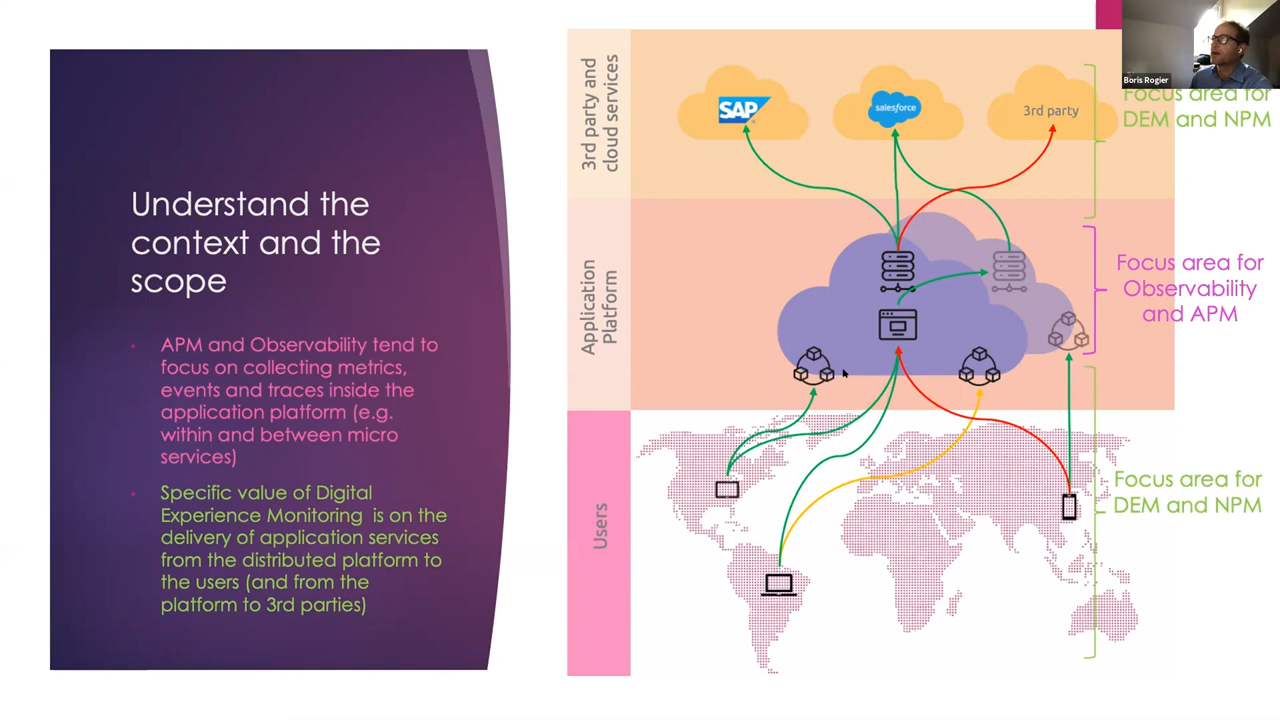 Understand the
context and the
scope
APM and Observability tend to
focus on collecting metrics,
events and traces inside the
application platform (e.g.
within and between micro
services)
Specific value of Digital
Experience Monitoring is on the
delivery of application services
from the distributed platform to
the users (and from the
platform to 3rd parties)
3rd party and
cloud services
SAP
salesforce
3rd party
Application
Platform
Users
Boris Rogier
Focus area for
DEM and NPM
Focus area for
Observability
and APM
Focus area for
DEM and NPM